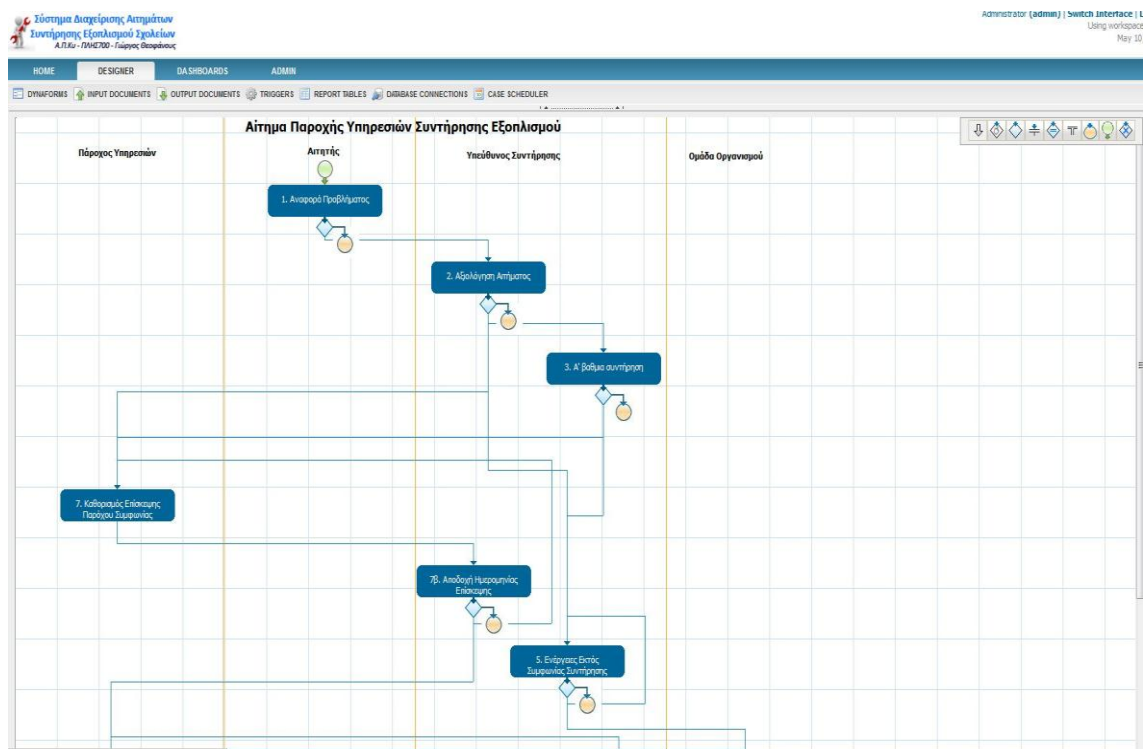 Σύστημα Διαχείρισης Αιτημάτων
Συντήρησης Εξοπλισμού Σχολείων
Α.Π.Κυ - ΠΛΗΣ700 - Γιώργος Θεοφάνους
Administrator (admin) | Switch Interface | L
Using workspace
May 10
HOME DESIGNER DASHBOARDS ADMIN
DYNAFORMS INPUT DOCUMENTS OUTPUT DOCUMENTS TRIGGERS REPORT TABLES DATABASE CONNECTIONS CASE SCHEDULER
Αίτημα Παροχής Υπηρεσιών Συντήρησης Εξοπλισμού
Πάροχος Υπηρεσιών Αιτητής Υπεύθυνος Συντήρησης Ομάδα Οργανισμού
1. Αναφορά Προβλήματος
2. Αξιολόγηση Αιτήματος
3. Α' βαθμια συντήρηση
7. Καθορισμός Επίσκεψης
Παρόχου Συμφωνίας
7β. Αποδοχή Ημερομηνίας
Επίσκεψης
5. Ενέργειες Εκτός
Συμφωνίας Συντήρησης